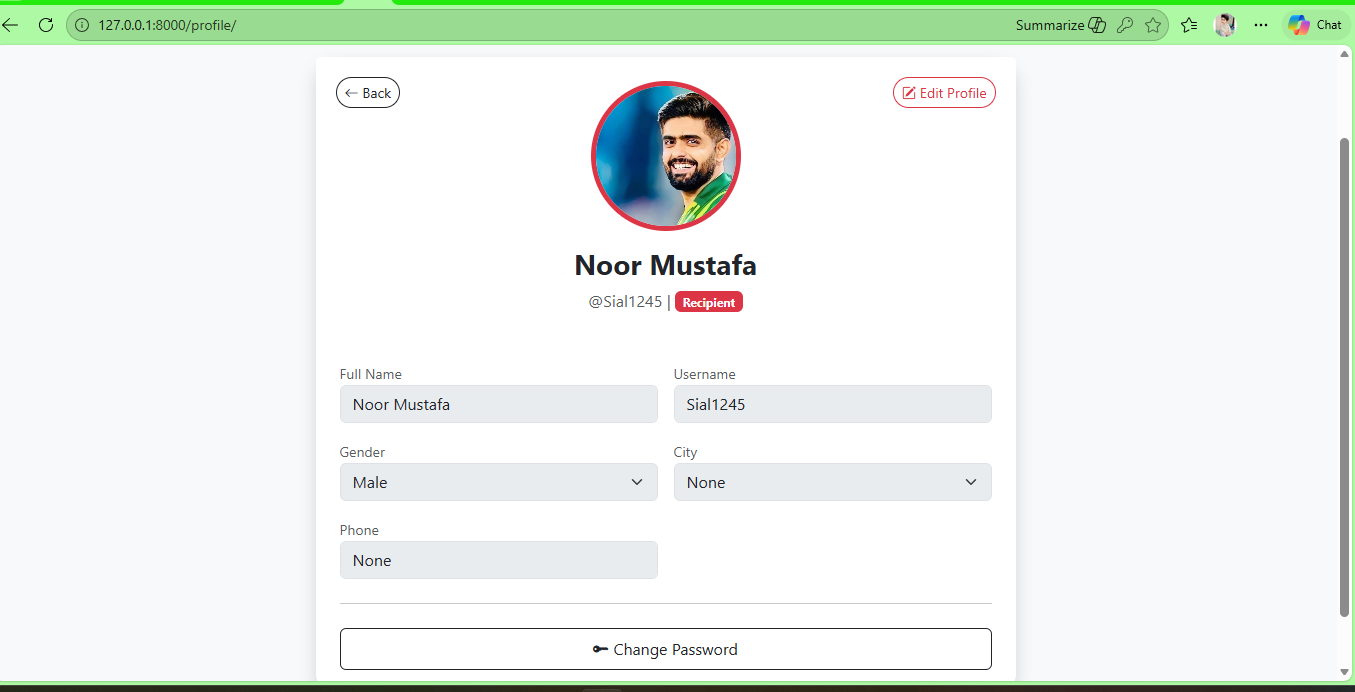 127.0.0.1:8000/profile/ Summarize Chat
Back Edit Profile
Noor Mustafa
@Sial1245 | Recipient
Full Name Username
Noor Mustafa Sial1245
Gender City
Male None
Phone
None
Change Password